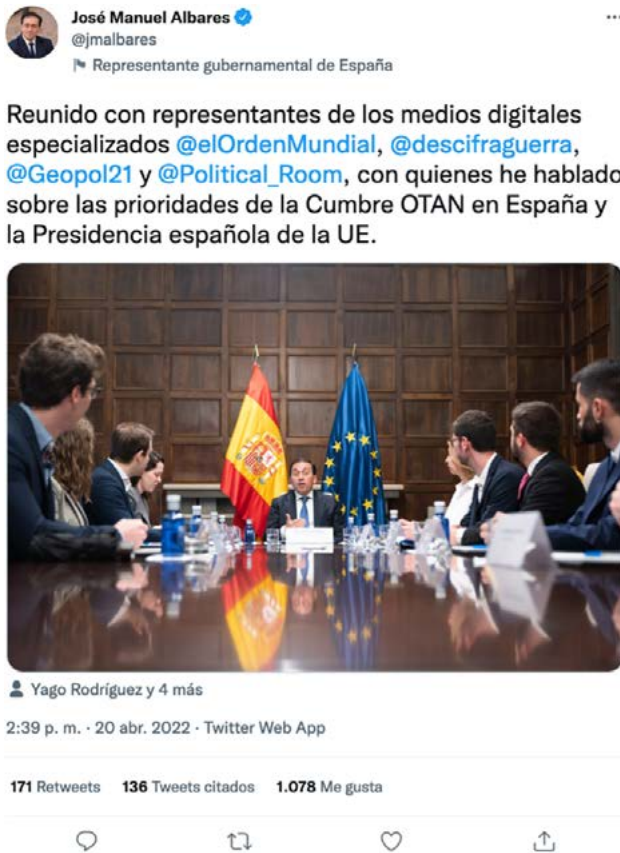 José Manuel Albares
@jmalbares
Representante gubernamental de España
Reunido con representantes de los medios digitales
especializados @elOrdenMundial, @descifraguerra,
@Geopol21 y @Political_Room, con quienes he hablado
sobre las prioridades de la Cumbre OTAN en España y
la Presidencia española de la UE.
Yago Rodríguez y 4 más
2:39 p. m. · 20 abr. 2022 · Twitter Web App
171 Retweets 136 Tweets citados 1.078 Me gusta